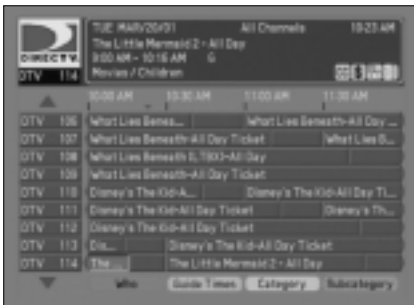 TUE MAR/20/01 All Channels 10:23 AM
The Little Mermaid 2 - All Day
9:00 AM - 10:15 AM G
Movies / Children
DIRECTV
DTV 114
10:00 AM 10:30 AM 11:00 AM 11:30 AM
DTV 106 What Lies Benea... What Lies Beneath-All Day ...
DTV 107 What Lies Beneath-All Day Ticket What Lies B...
DTV 108 What Lies Beneath (LTBX)-All Day
DTV 109 What Lies Beneath-All Day Ticket
DTV 110 Disney's The Kid-A... Disney's The Kid-All Day Ti...
DTV 111 Disney's The Kid-All Day Ticket Disney's Th...
DTV 112 Disney's The Kid-All Day Ticket
DTV 113 Dis... Disney's The Kid-All Day Ticket
DTV 114 The... The Little Mermaid 2 - All Day
Who Guide Times Category Subcategory